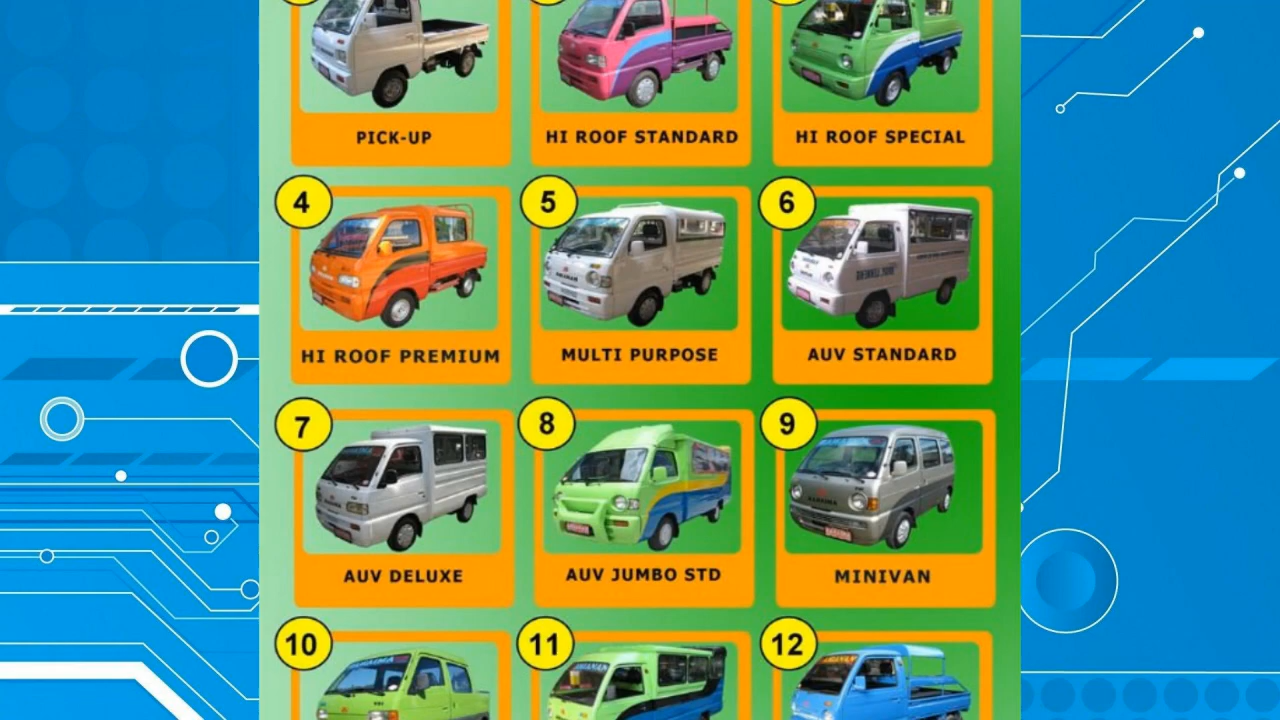 PICK-UP
HI ROOF STANDARD
HI ROOF SPECIAL
4
5
6
HI ROOF PREMIUM
MULTI PURPOSE
AUV STANDARD
7
8
9
AUV DELUXE
AUV JUMBO STD
MINIVAN
10
11
12